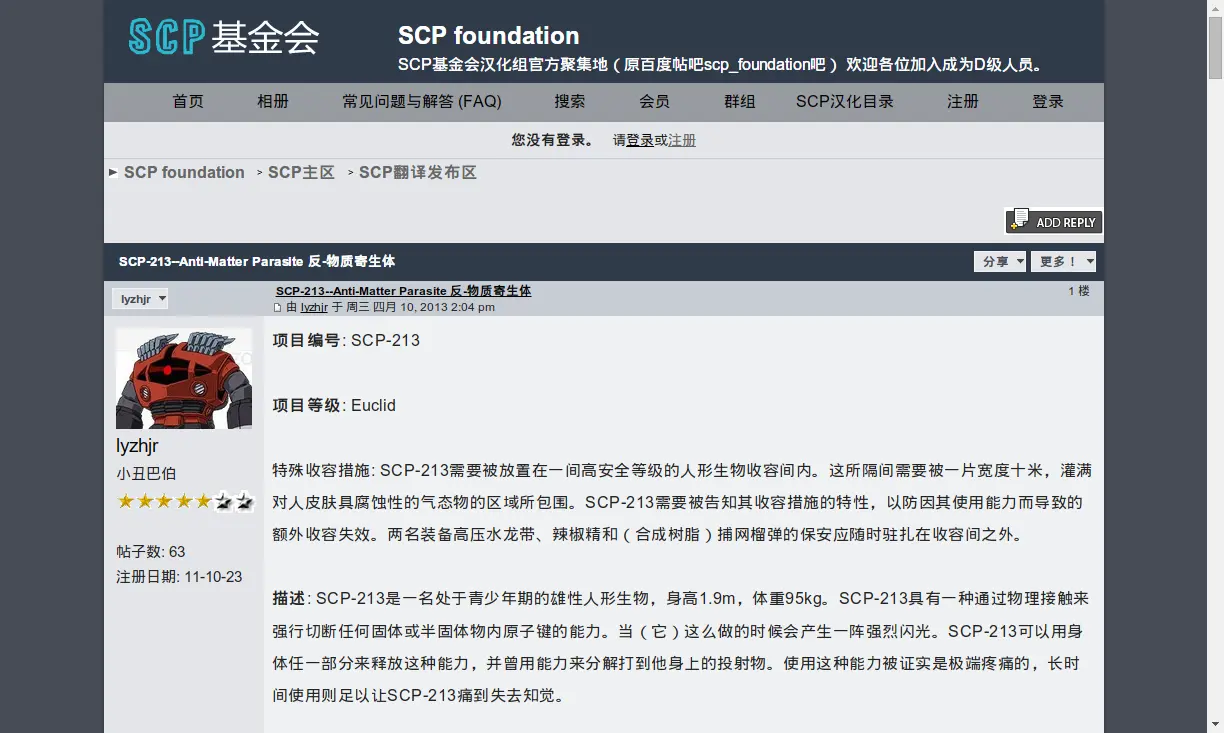 SCP基金会
SCP foundation
SCP基金会汉化组官方聚集地（原百度帖吧scp_foundation吧）欢迎各位加入成为D级人员。
首页 相册 常见问题与解答 (FAQ) 搜索 会员 群组 SCP汉化目录 注册 登录
您没有登录。 请登录或注册
SCP foundation > SCP主区 > SCP翻译发布区
ADD REPLY
SCP-213--Anti-Matter Parasite 反-物质寄生体
分享 更多！
lyzhjr
SCP-213--Anti-Matter Parasite 反-物质寄生体
1 楼
由 lyzhjr 于 周三 四月 10, 2013 2:04 pm
lyzhjr
小丑巴伯
帖子数: 63
注册日期: 11-10-23
项目编号: SCP-213
项目等级: Euclid
特殊收容措施: SCP-213需要被放置在一间高安全等级的人形生物收容间内。这所隔间需要被一片宽度十米，灌满
对人皮肤具腐蚀性的气态物的区域所包围。SCP-213需要被告知其收容措施的特性，以防因其使用能力而导致的
额外收容失效。两名装备高压水龙带、辣椒精和（合成树脂）捕网榴弹的保安应随时驻扎在收容间之外。
描述: SCP-213是一名处于青少年期的雄性人形生物，身高1.9m，体重95kg。SCP-213具有一种通过物理接触来
强行切断任何固体或半固体物内原子键的能力。当（它）这么做的时候会产生一阵强烈闪光。SCP-213可以用身
体任一部分来释放这种能力，并曾用能力来分解打到他身上的投射物。使用这种能力被证实是极端疼痛的，长时
间使用则足以让SCP-213痛到失去知觉。